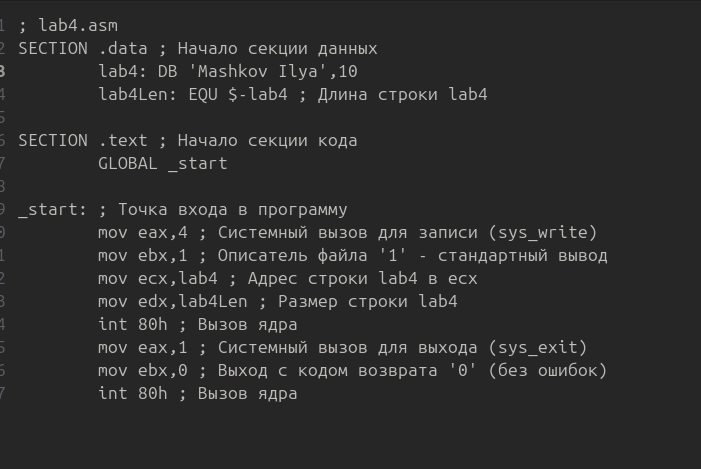 1 ; lab4.asm
2 SECTION .data ; Начало секции данных
3 lab4: DB 'Mashkov Ilya',10
4 lab4Len: EQU $-lab4 ; Длина строки lab4
5
6 SECTION .text ; Начало секции кода
7 GLOBAL _start
8
9 _start: ; Точка входа в программу
0 mov eax,4 ; Системный вызов для записи (sys_write)
1 mov ebx,1 ; Описатель файла '1' - стандартный вывод
2 mov ecx,lab4 ; Адрес строки lab4 в ecx
3 mov edx,lab4Len ; Размер строки lab4
4 int 80h ; Вызов ядра
5 mov eax,1 ; Системный вызов для выхода (sys_exit)
6 mov ebx,0 ; Выход с кодом возврата '0' (без ошибок)
7 int 80h ; Вызов ядра